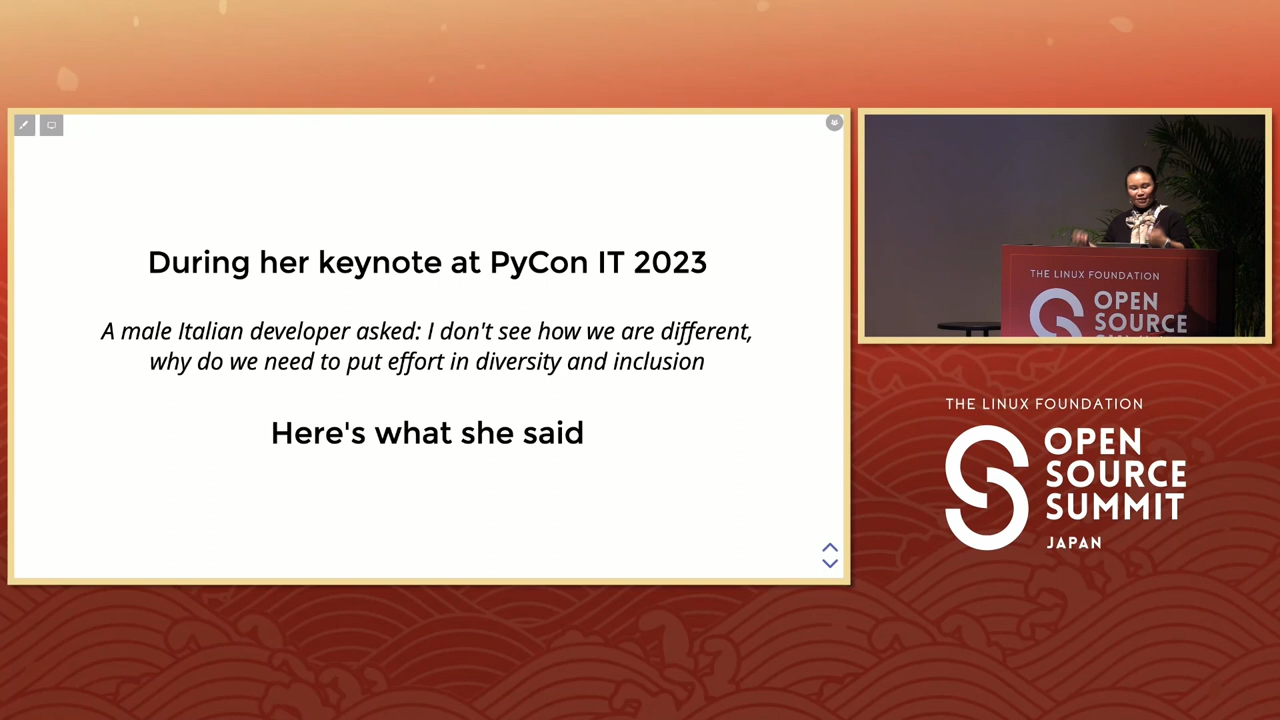 During her keynote at PyCon IT 2023
A male Italian developer asked: I don't see how we are different,
why do we need to put effort in diversity and inclusion
Here's what she said
THE LINUX FOUNDATION
OPEN
SOURCE
THE LINUX FOUNDATION
OPEN
SOURCE
SUMMIT
JAPAN